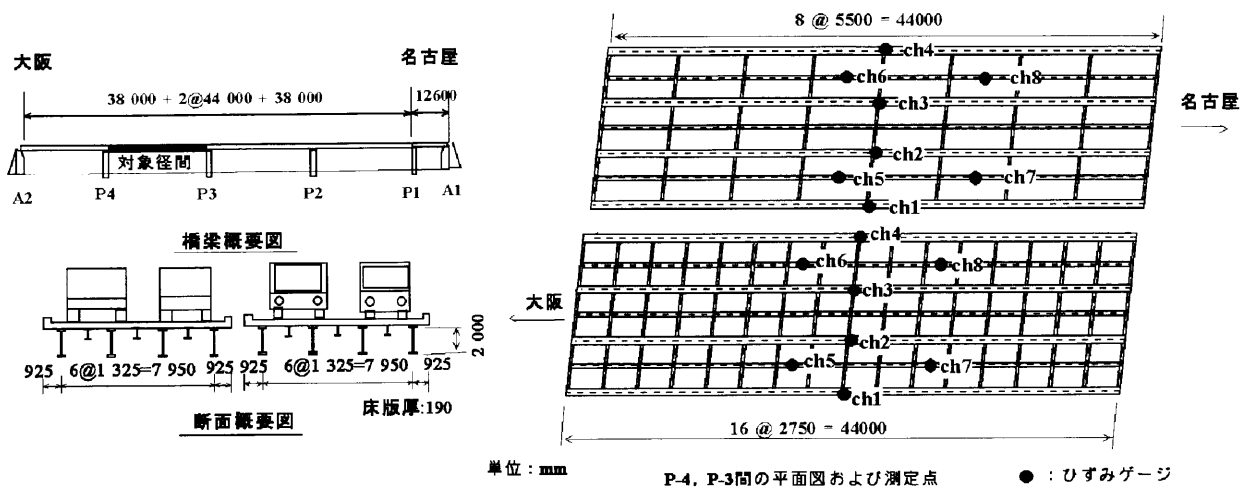 大阪
名古屋
38 000 + 2@44 000 + 38 000
12600
対象径間
A2
P4
P3
P2
P1
A1
橋梁概要図
2 000
925
6@1 325=7 950
925
925
6@1 325=7 950
925
床版厚:190
断面概要図
8 @ 5500 = 44000
ch4
ch6
ch8
ch3
ch2
ch5
ch7
ch1
名古屋
ch4
ch6
ch8
ch3
大阪
ch2
ch5
ch7
ch1
16 @ 2750 = 44000
単位：mm
P-4, P-3間の平面図および測定点
●：ひずみゲージ